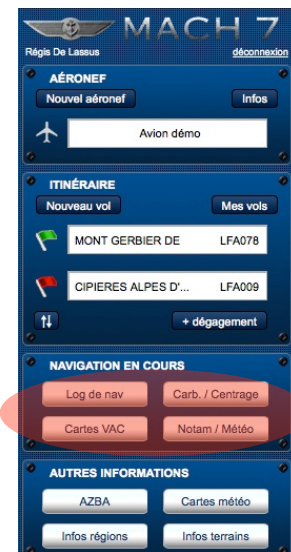 MACH 7
Régis De Lassus déconnexion
AÉRONEF
Nouvel aéronef Infos
Avion démo
ITINÉRAIRE
Nouveau vol Mes vols
MONT GERBIER DE LFA078
CIPIERES ALPES D'... LFA009
+ dégagement
NAVIGATION EN COURS
Log de nav Carb. / Centrage
Cartes VAC Notam / Météo
AUTRES INFORMATIONS
AZBA Cartes météo
Infos régions Infos terrains